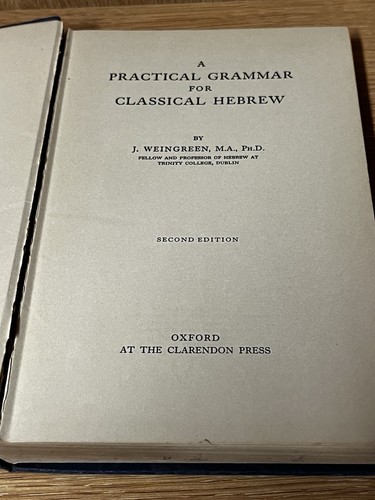 A
PRACTICAL GRAMMAR
FOR
CLASSICAL HEBREW
BY
J. WEINGREEN, M.A., PH.D.
FELLOW AND PROFESSOR OF HEBREW AT
TRINITY COLLEGE, DUBLIN
SECOND EDITION
OXFORD
AT THE CLARENDON PRESS